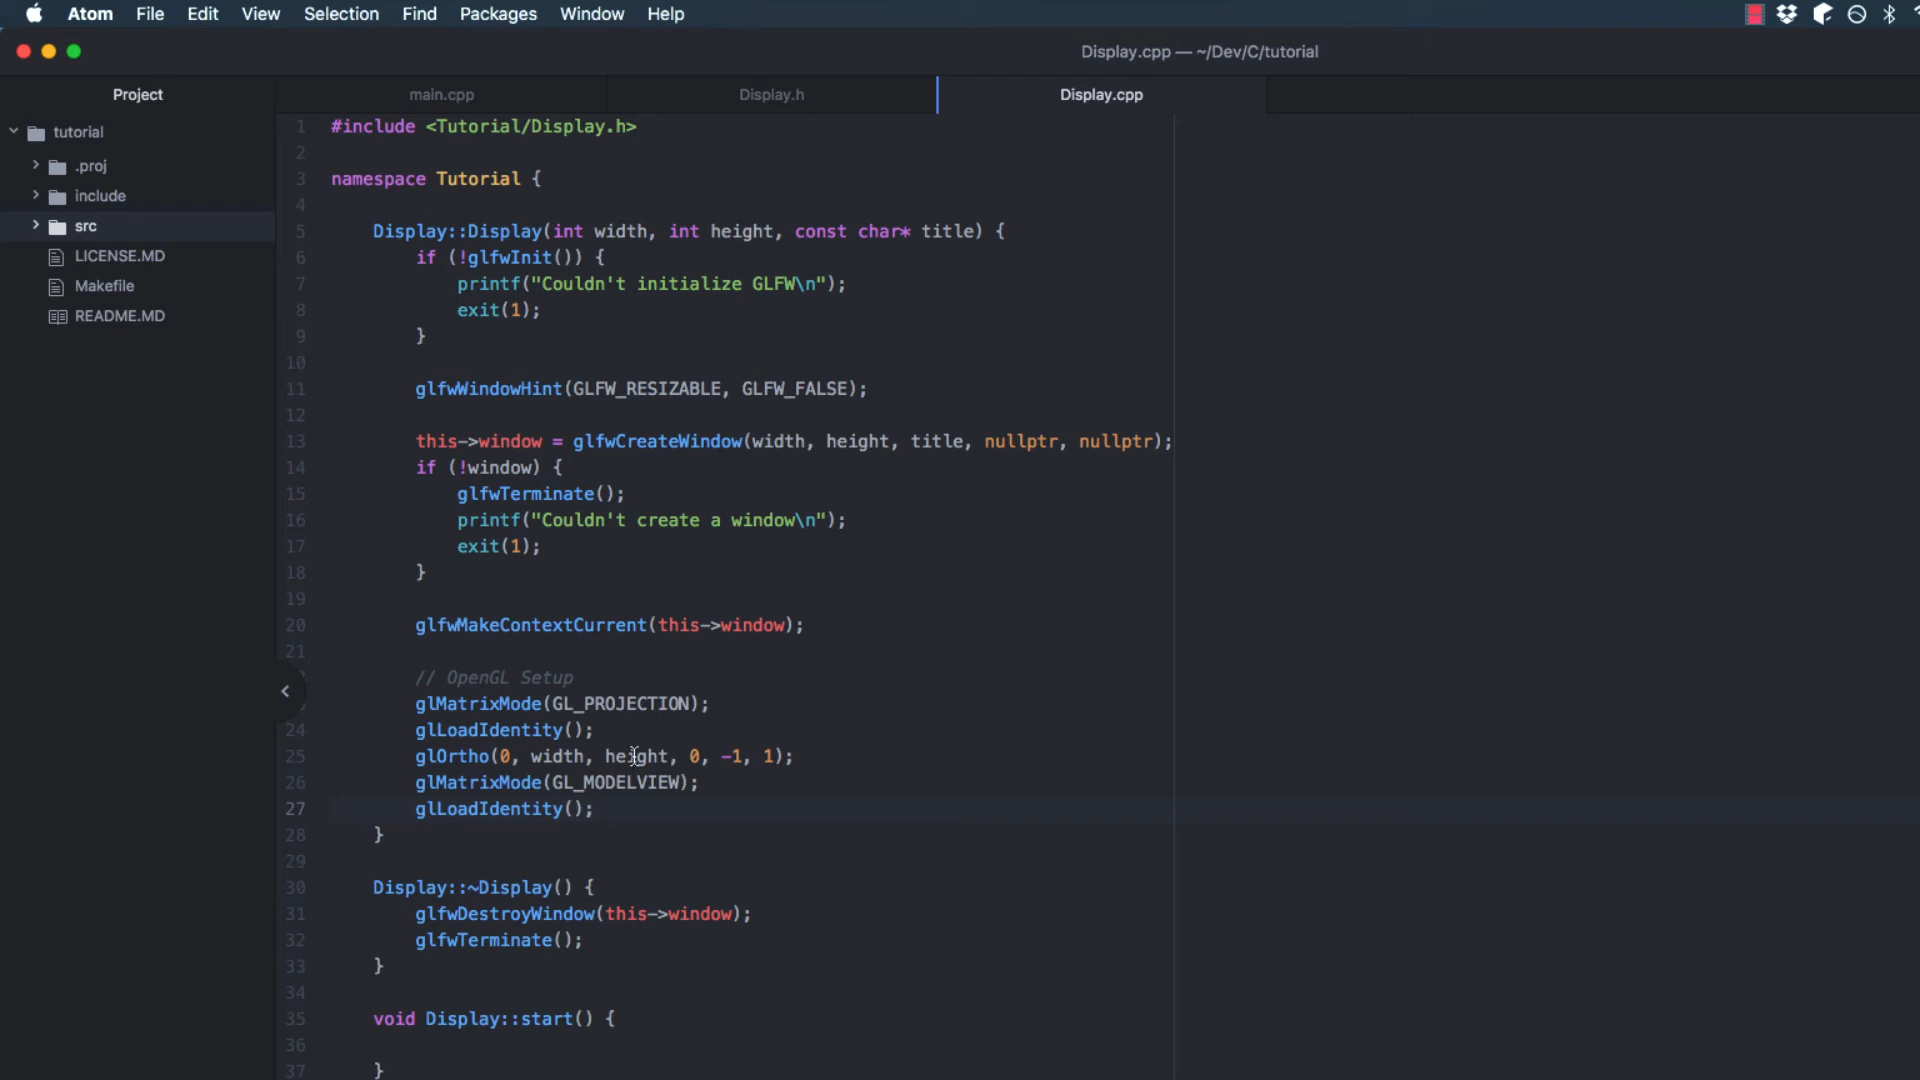 Atom File Edit View Selection Find Packages Window Help
Display.cpp — ~/Dev/C/tutorial
Project main.cpp Display.h Display.cpp
tutorial
.proj
include
src
LICENSE.MD
Makefile
README.MD
1 #include <Tutorial/Display.h>
2
3 namespace Tutorial {
4
5 Display::Display(int width, int height, const char* title) {
6 if (!glfwInit()) {
7 printf("Couldn't initialize GLFW\n");
8 exit(1);
9 }
10
11 glfwWindowHint(GLFW_RESIZABLE, GLFW_FALSE);
12
13 this->window = glfwCreateWindow(width, height, title, nullptr, nullptr);
14 if (!window) {
15 glfwTerminate();
16 printf("Couldn't create a window\n");
17 exit(1);
18 }
19
20 glfwMakeContextCurrent(this->window);
21
// OpenGL Setup
glMatrixMode(GL_PROJECTION);
24 glLoadIdentity();
25 glOrtho(0, width, height, 0, -1, 1);
26 glMatrixMode(GL_MODELVIEW);
27 glLoadIdentity();
28 }
29
30 Display::~Display() {
31 glfwDestroyWindow(this->window);
32 glfwTerminate();
33 }
34
35 void Display::start() {
36
37 }